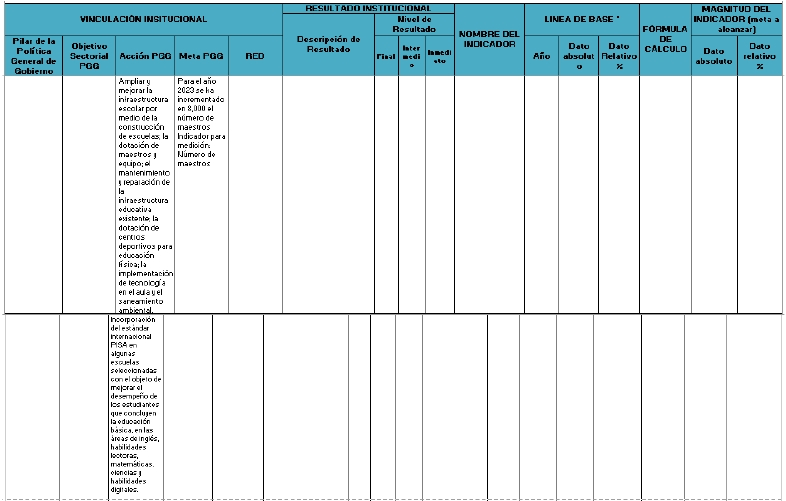 VINCULACIÓN INSITUCIONAL
RESULTADO INSTITUCIONAL
Nivel de
Resultado
NOMBRE DEL
INDICADOR
LINEA DE BASE *
FÓRMULA
DE
CÁLCULO
MAGNITUD DEL
INDICADOR (meta a
alcanzar)
Pilar de la
Política
General de
Gobierno
Objetivo
Sectorial
PGG
Acción PGG
Meta PGG
RED
Descripción de
Resultado
Final
Inter
medi
o
Inmedi
ato
Año
Dato
absolut
o
Dato
Relativo
%
Dato
absoluto
Dato
relativo
%
Ampliar y
mejorar la
infraestructura
escolar por
medio de la
construcción
de escuelas; la
dotación de
maestros y
equipo; el
mantenimiento
y reparación de
la
infraestructura
educativa
existente; la
dotación de
centros
deportivos para
educación
física; la
implementación
de tecnología
en el aula y el
saneamiento
ambiental.
Para el año
2023 se ha
incrementado
en 8,000 el
número de
maestros
Indicador para
medición:
Número de
maestros
Incorporación
del estándar
internacional
PISA en
algunas
escuelas
seleccionadas
con el objeto de
mejorar el
desempeño de
los estudiantes
que concluyen
la educación
básica, en las
áreas de inglés,
habilidades
lectoras,
matemáticas,
ciencias y
habilidades
digitales.